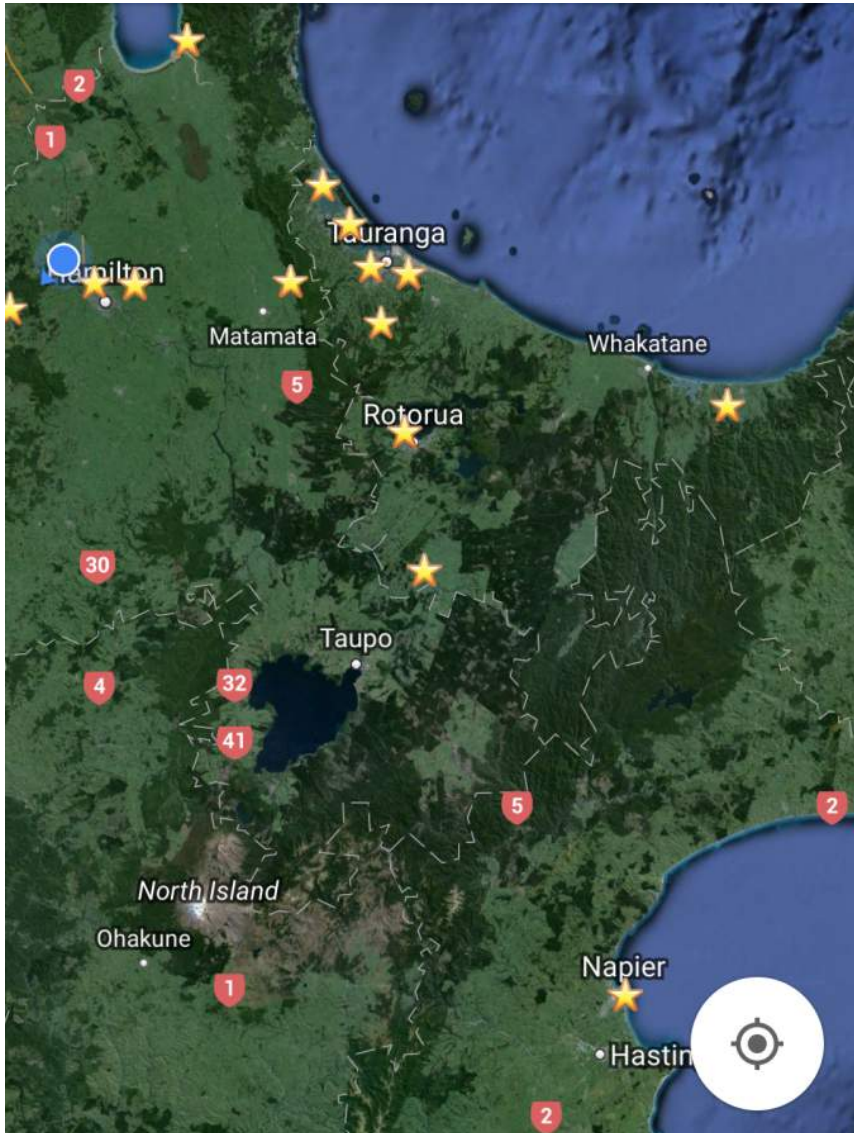 2
1
Tauranga
Hamilton
Matamata
Whakatane
5
Rotorua
30
Taupo
32
4
41
5
2
North Island
Ohakune
Napier
1
Hastin
2